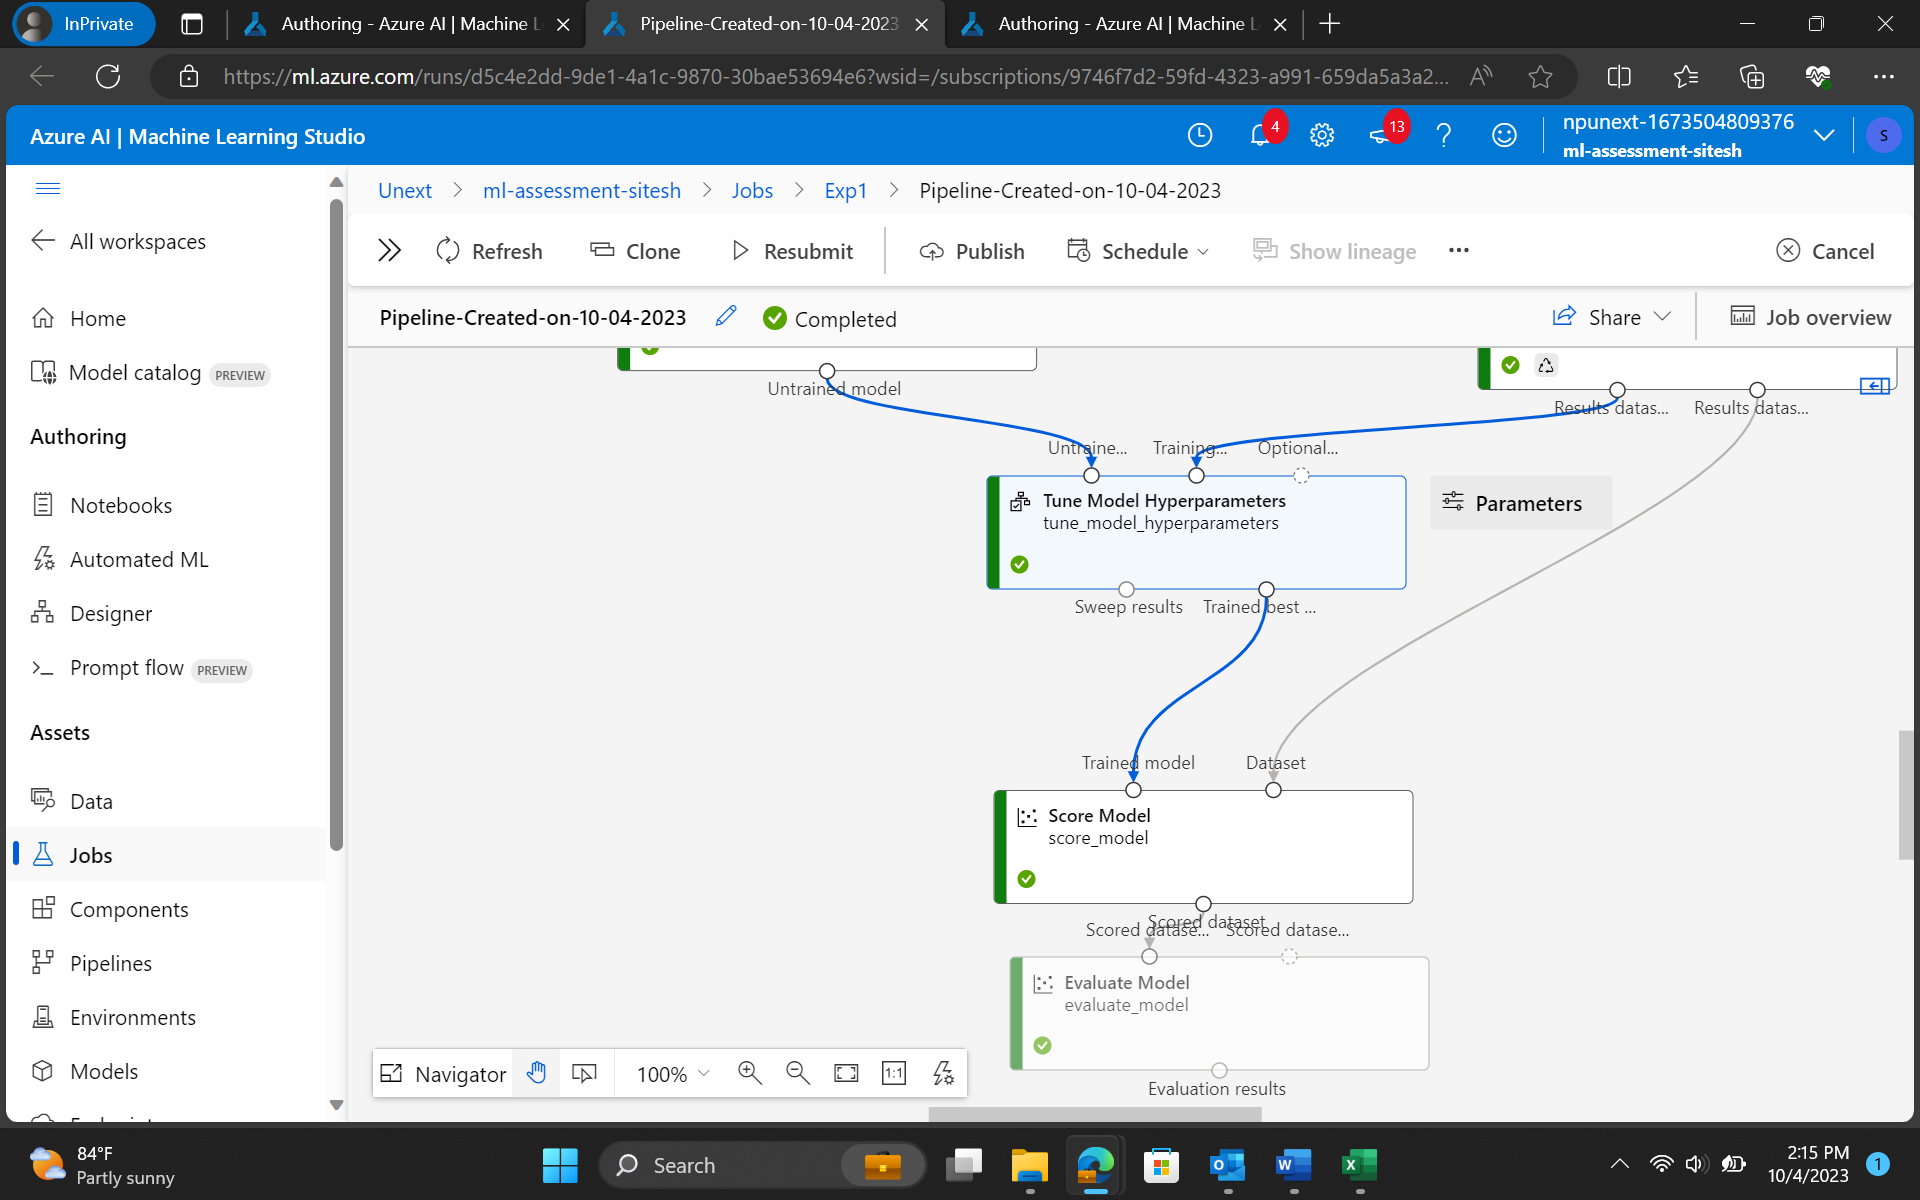 InPrivate
Authoring - Azure AI | Machine L
Pipeline-Created-on-10-04-2023
Authoring - Azure AI | Machine L
https://ml.azure.com/runs/d5c4e2dd-9de1-4a1c-9870-30bae53694e6?wsid=/subscriptions/9746f7d2-59fd-4323-a991-659da5a3a2...
Azure AI | Machine Learning Studio
4
13
npunext-1673504809376
ml-assessment-sitesh
S
Unext > ml-assessment-sitesh > Jobs > Exp1 > Pipeline-Created-on-10-04-2023
All workspaces
Refresh
Clone
Resubmit
Publish
Schedule
Show lineage
...
Cancel
Home
Model catalog PREVIEW
Authoring
Notebooks
Automated ML
Designer
Prompt flow PREVIEW
Assets
Data
Jobs
Components
Pipelines
Environments
Models
Pipeline-Created-on-10-04-2023
Completed
Share
Job overview
Untrained model
Results datas...
Results datas...
Untraine...
Training...
Optional...
Tune Model Hyperparameters
tune_model_hyperparameters
Parameters
Sweep results
Trained best ...
Trained model
Dataset
Score Model
score_model
Scored dataset
Scored datase...
Scored datase...
Evaluate Model
evaluate_model
Evaluation results
Navigator
100%
1:1
84°F
Partly sunny
Search
2:15 PM
10/4/2023
1